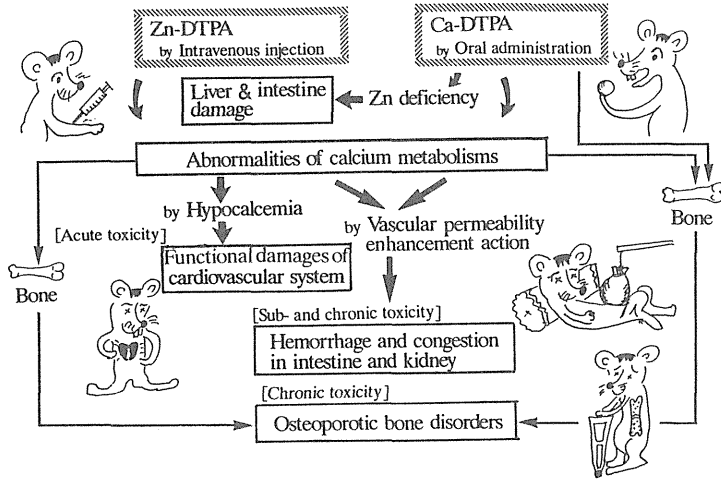 Zn-DTPA
by Intravenous injection
Ca-DTPA
by Oral administration
Liver & intestine
damage
Zn deficiency
Abnormalities of calcium metabolisms
by Hypocalcemia
by Vascular permeability
enhancement action
Bone
[Acute toxicity]
Functional damages of
cardiovascular system
Bone
[Sub- and chronic toxicity]
Hemorrhage and congestion
in intestine and kidney
[Chronic toxicity]
Osteoporotic bone disorders